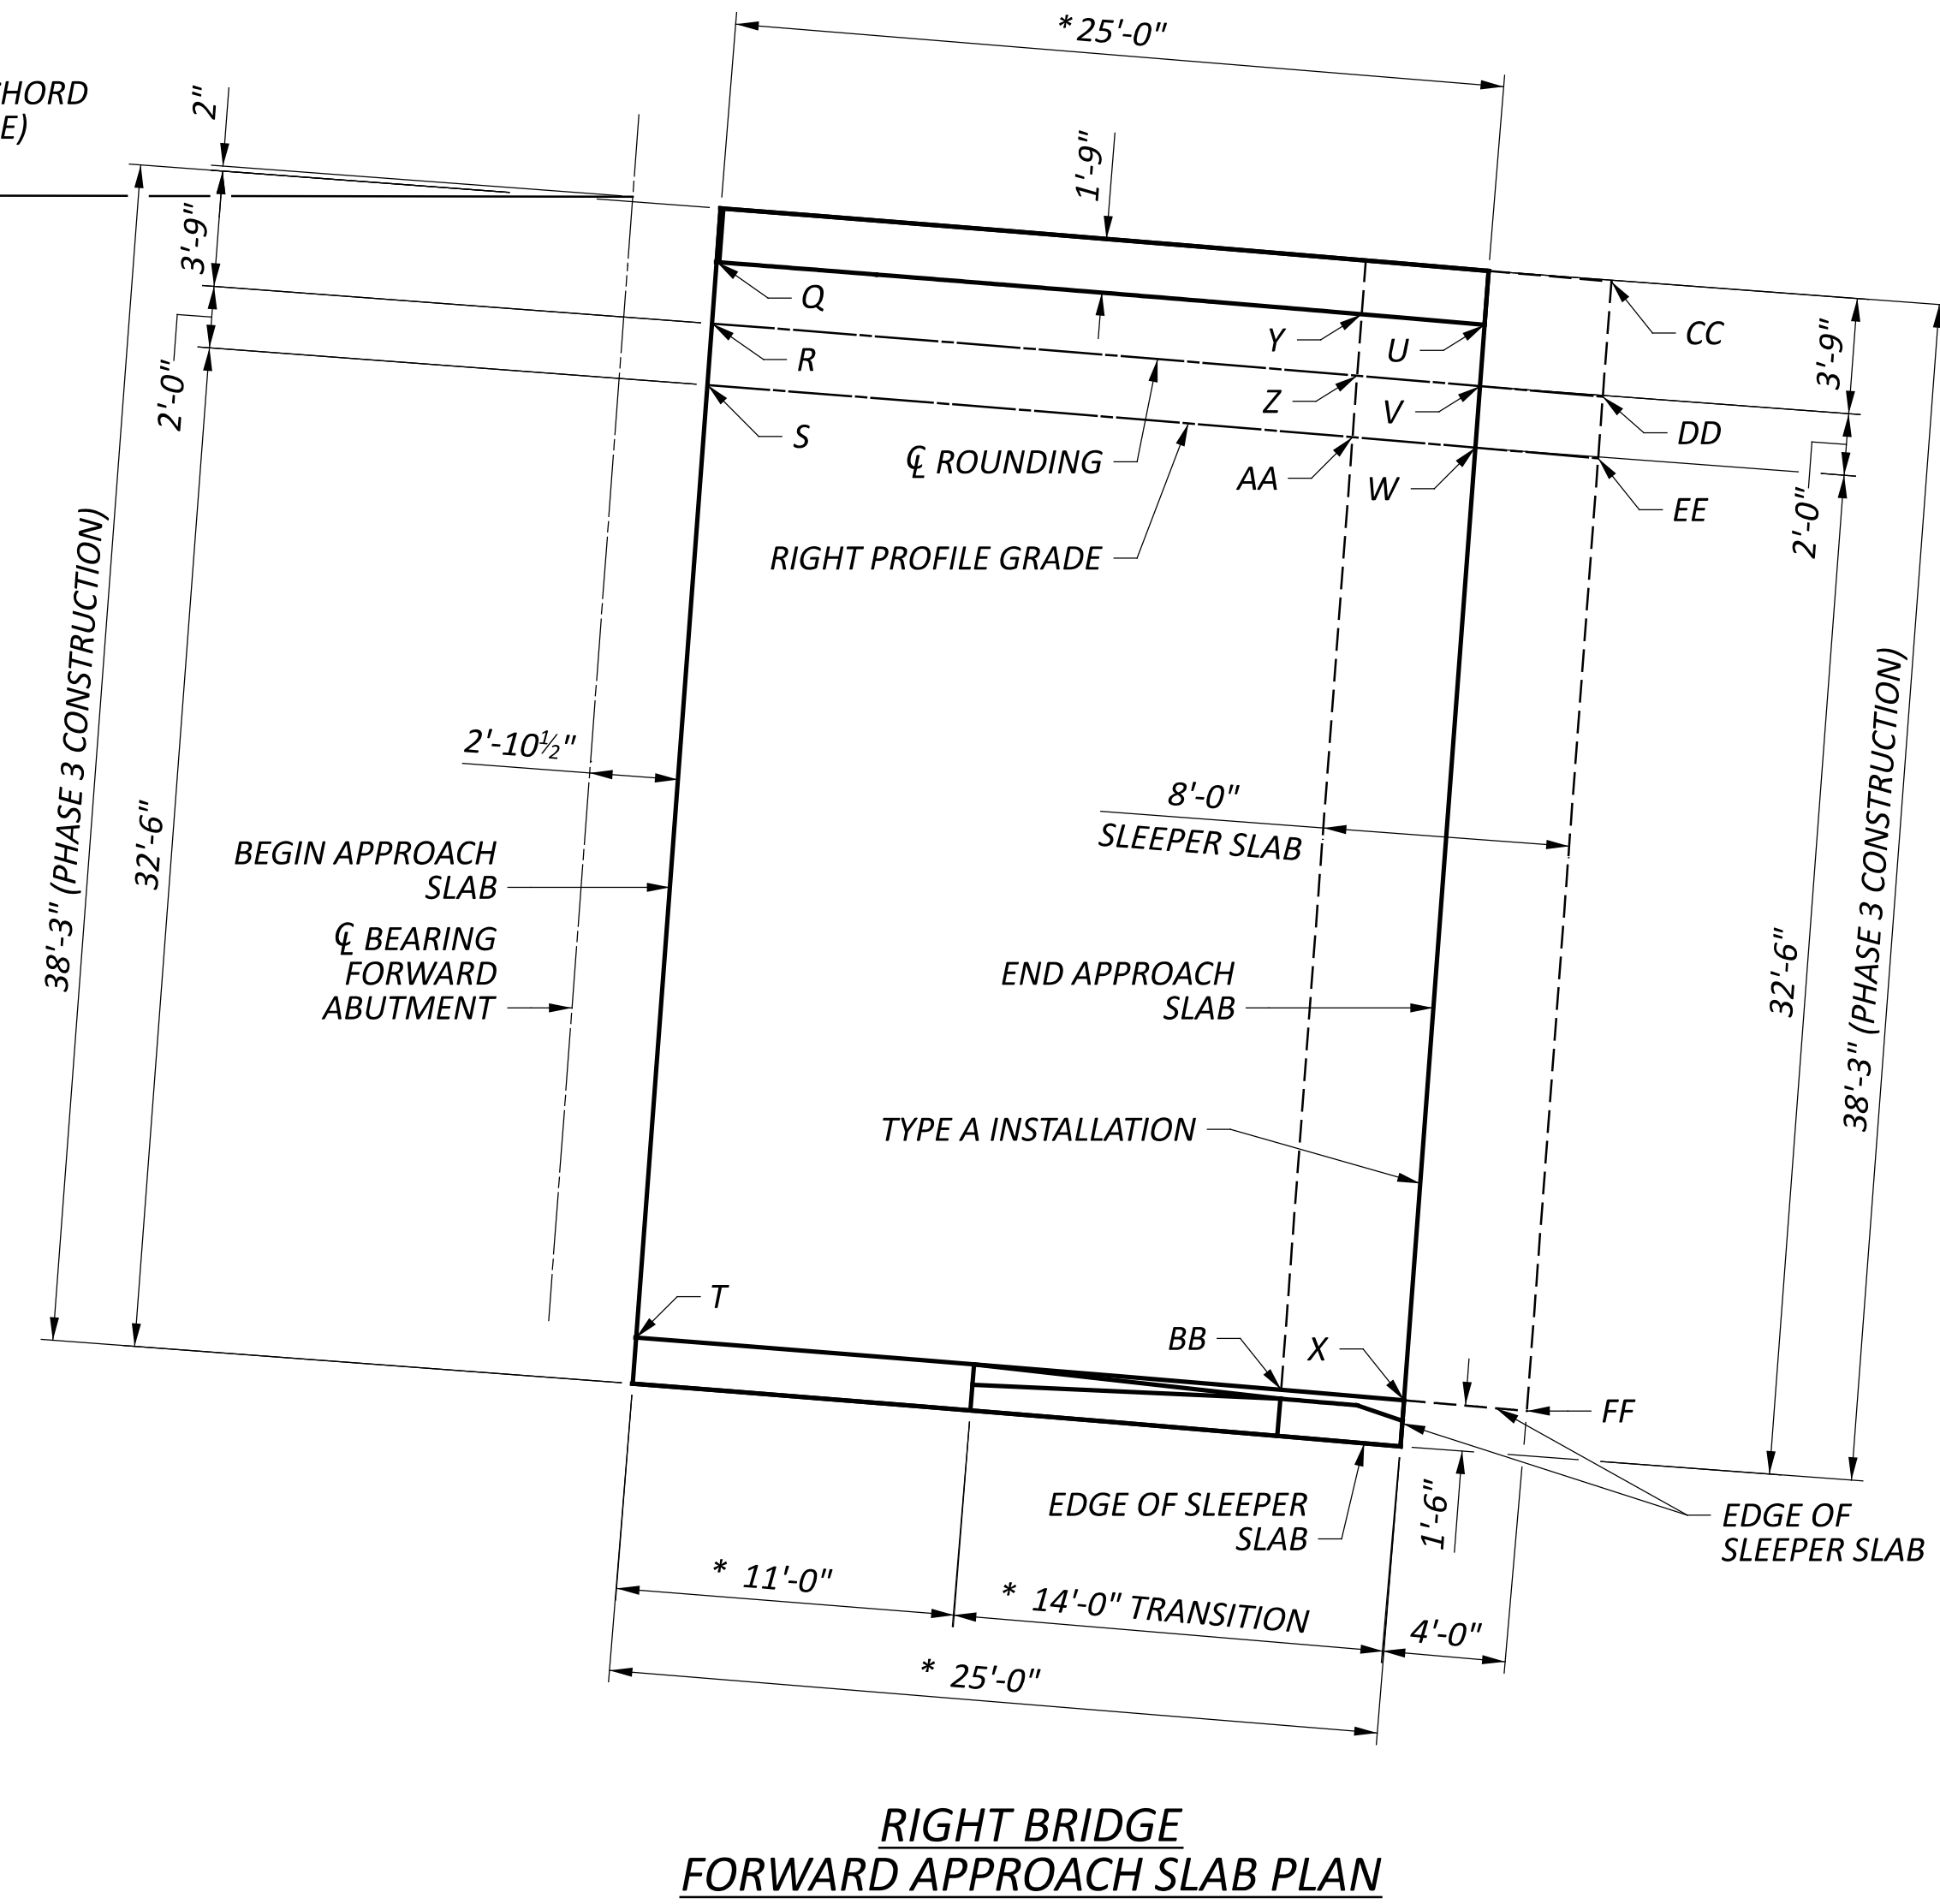 * 25'-0"
HORD
E)
2"
1'-9"
3'-9"
2'-0"
Q
R
S
Y
U
Z
V
AA
W
CC
DD
EE
3'-9"
2'-0"
℄ ROUNDING
RIGHT PROFILE GRADE
38'-3" (PHASE 3 CONSTRUCTION)
32'-6"
2'-10½"
8'-0"
SLEEPER SLAB
BEGIN APPROACH
SLAB
℄ BEARING
FORWARD
ABUTMENT
END APPROACH
SLAB
32'-6"
38'-3" (PHASE 3 CONSTRUCTION)
TYPE A INSTALLATION
T
BB
X
FF
EDGE OF SLEEPER
SLAB
1'-6"
EDGE OF
SLEEPER SLAB
* 11'-0"
* 14'-0" TRANSITION
4'-0"
* 25'-0"
RIGHT BRIDGE
FORWARD APPROACH SLAB PLAN